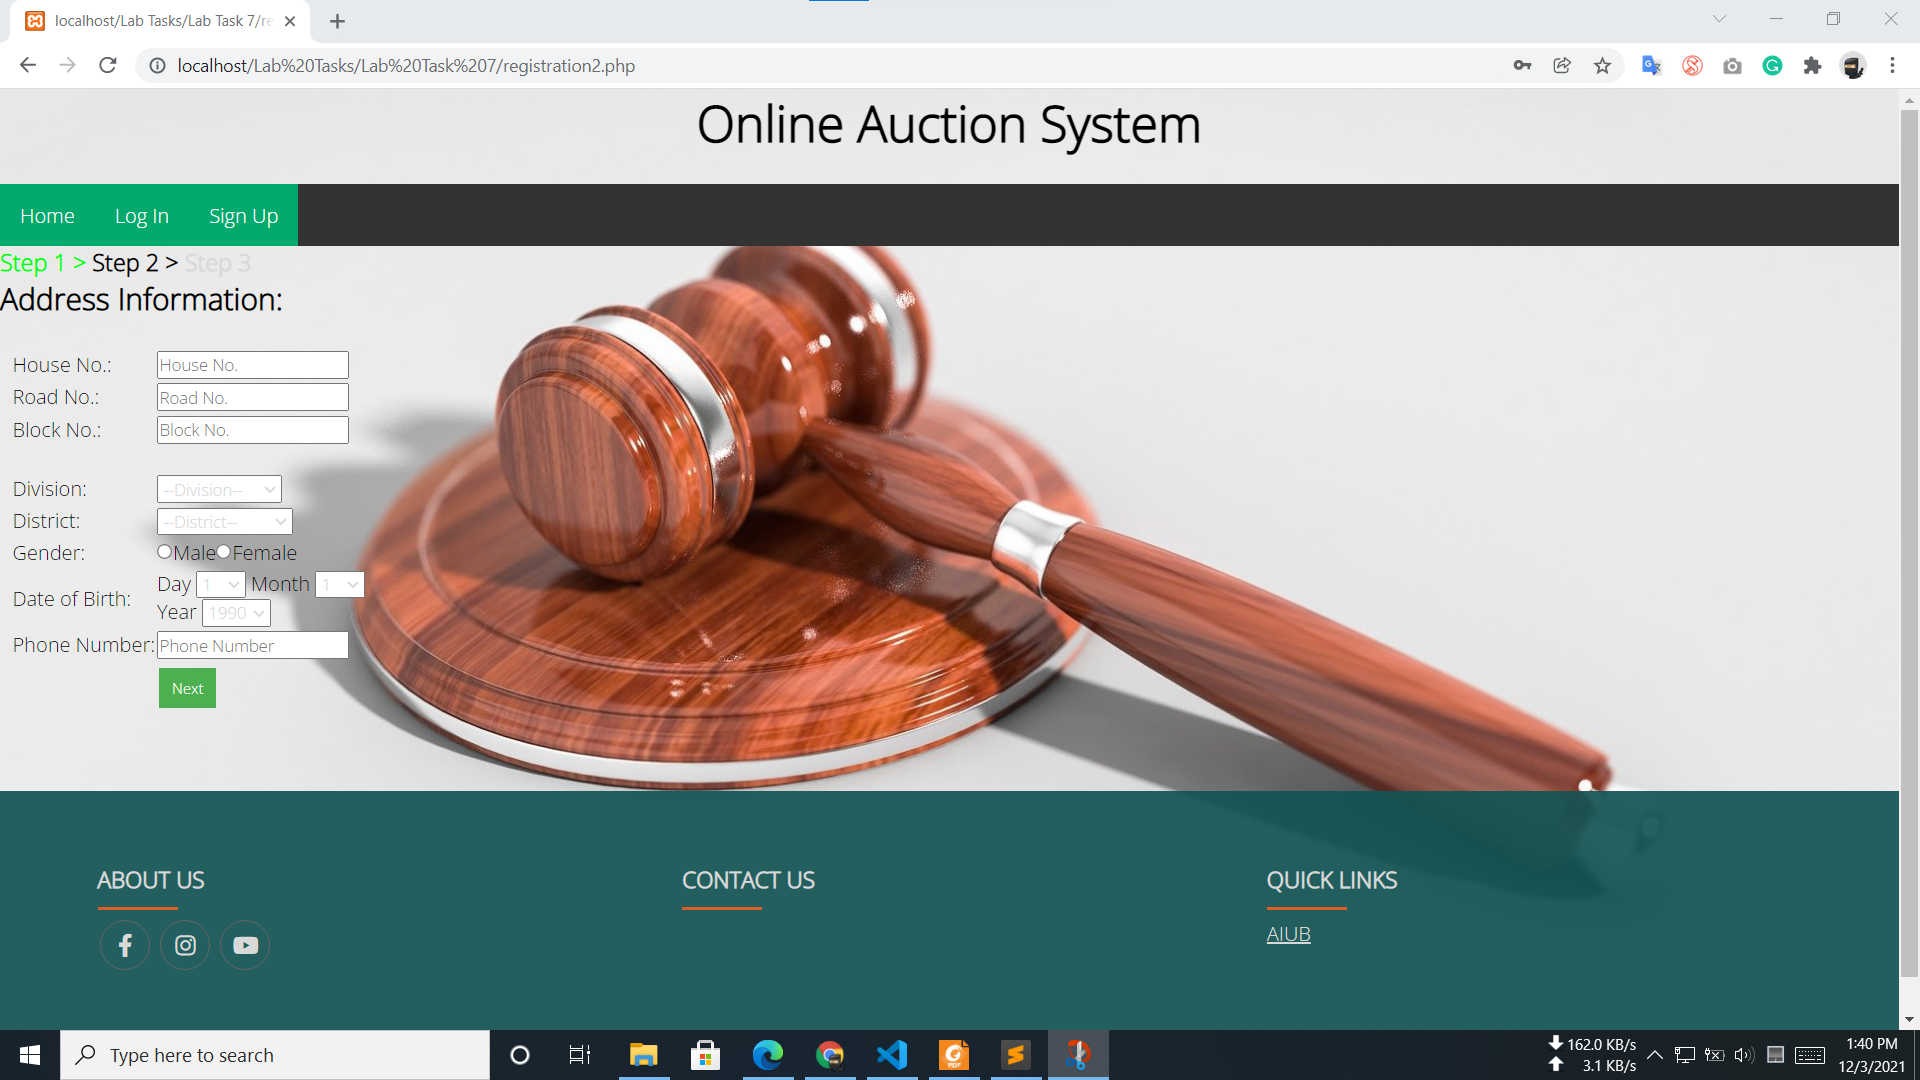 localhost/Lab Tasks/Lab Task 7/re
localhost/Lab%20Tasks/Lab%20Task%207/registration2.php
Online Auction System
Home Log In Sign Up
Step 1 > Step 2 > Step 3
Address Information:
House No.: House No.
Road No.: Road No.
Block No.: Block No.
Division: --Division--
District: --District--
Gender: Male Female
Date of Birth: Day 1 Month 1
Year 1990
Phone Number: Phone Number
Next
ABOUT US CONTACT US QUICK LINKS
AIUB
Type here to search
PDF
162.0 KB/s
3.1 KB/s
1:40 PM
12/3/2021